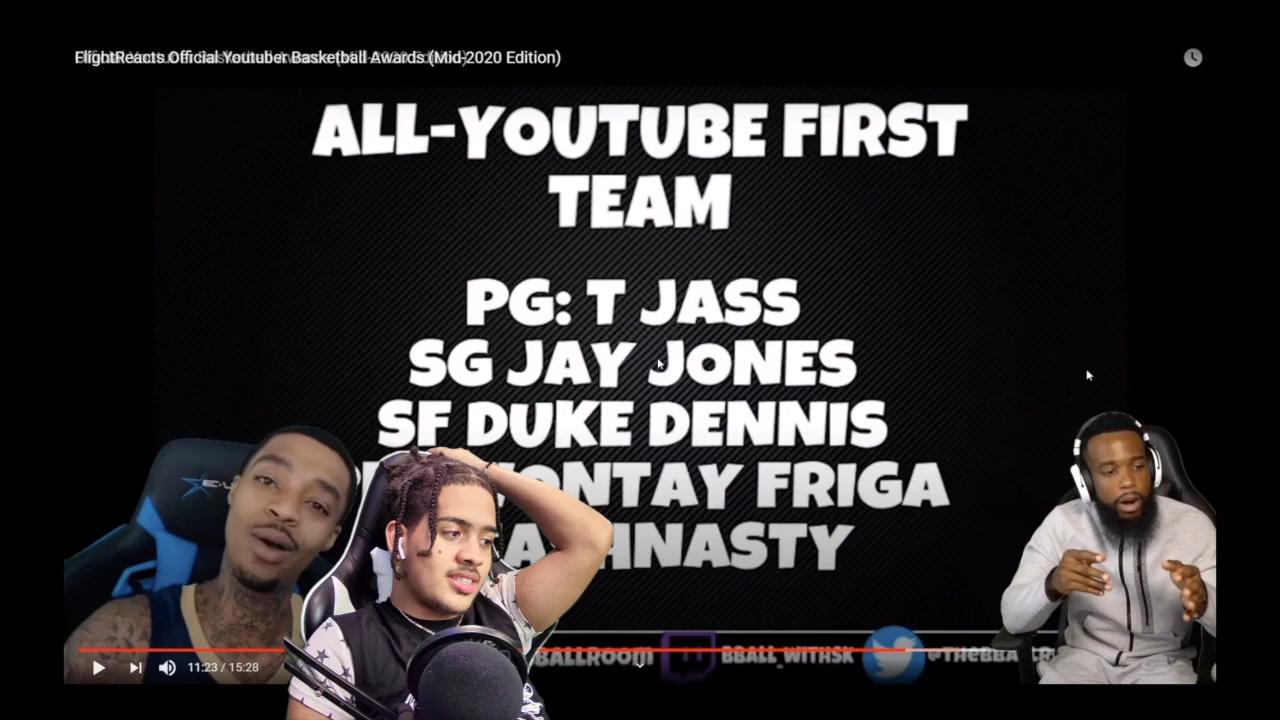 FlightReacts Official Youtuber Basketball Awards (Mid-2020 Edition)
ALL-YOUTUBE FIRST
TEAM
PG: T JASS
SG JAY JONES
SF DUKE DENNIS
FRIGA
11:23 / 15:28
BBALL_WITHSK